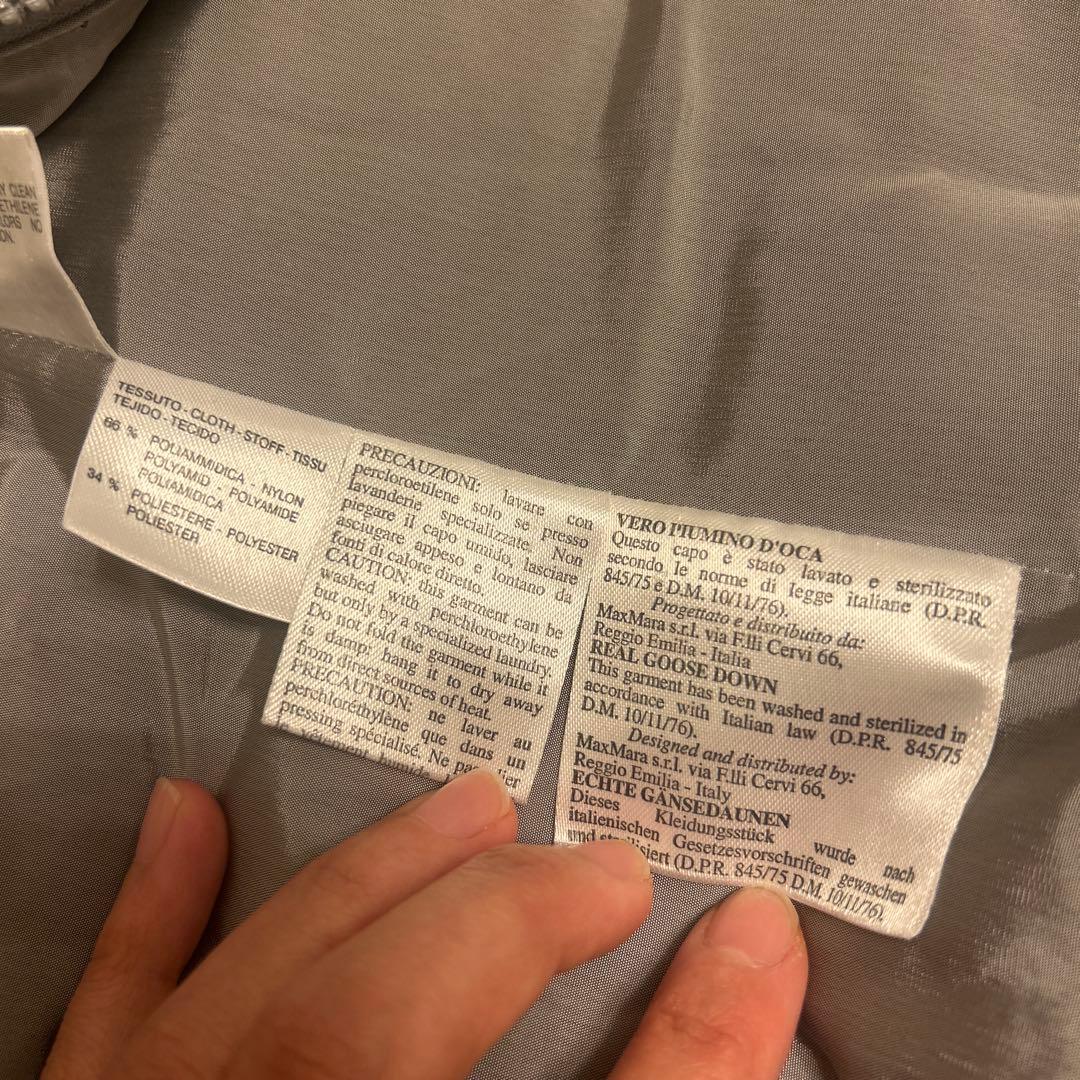 Y CLEAN
ETHILENE
LORS NO
ON.
TESSUTO - CLOTH - STOFF - TISSU
TEJIDO - TECIDO
66 % POLIAMMIDICA - NYLON
POLYAMID - POLYAMIDE
POLIAMIDICA
34 % POLIESTERE - POLYESTER
POLIESTER
PRECAUZIONI: lavare con
percloroetilene solo se presso
lavanderie specializzate. Non
piegare il capo umido, lasciare
asciugare appeso e lontano da
fonti di calore diretto.
CAUTION: this garment can be
washed with perchloroethylene
but only by a specialized laundry.
Do not fold the garment while it
is damp; hang it to dry away
from direct sources of heat.
PRECAUTION: ne laver au
perchloréthylène que dans un
pressing spécialisé. Ne
VERO PIUMINO D'OCA
Questo capo è stato lavato e sterilizzato
secondo le norme di legge italiane (D.P.R.
845/75 e D.M. 10/11/76).
Progettato e distribuito da:
MaxMara s.r.l. via F.lli Cervi 66,
Reggio Emilia - Italia
REAL GOOSE DOWN
This garment has been washed and sterilized in
accordance with Italian law (D.P.R. 845/75
D.M. 10/11/76).
Designed and distributed by:
MaxMara s.r.l. via F.lli Cervi 66,
Reggio Emilia - Italy
ECHTE GÄNSEDAUNEN
Dieses Kleidungsstück wurde nach
italienischen Gesetzesvorschriften gewaschen
und sterilisiert (D.P.R. 845/75 D.M. 10/11/76).